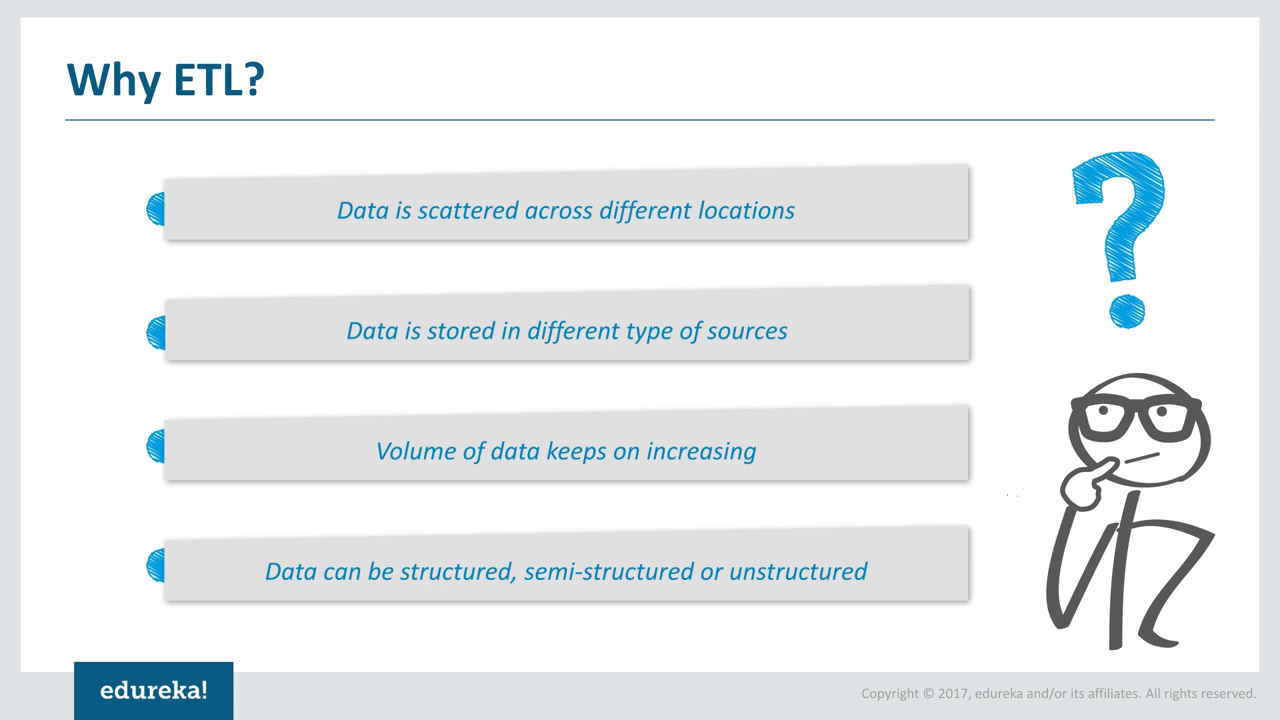 Why ETL?
Data is scattered across different locations
Data is stored in different type of sources
Volume of data keeps on increasing
Data can be structured, semi-structured or unstructured
edureka!
Copyright © 2017, edureka and/or its affiliates. All rights reserved.